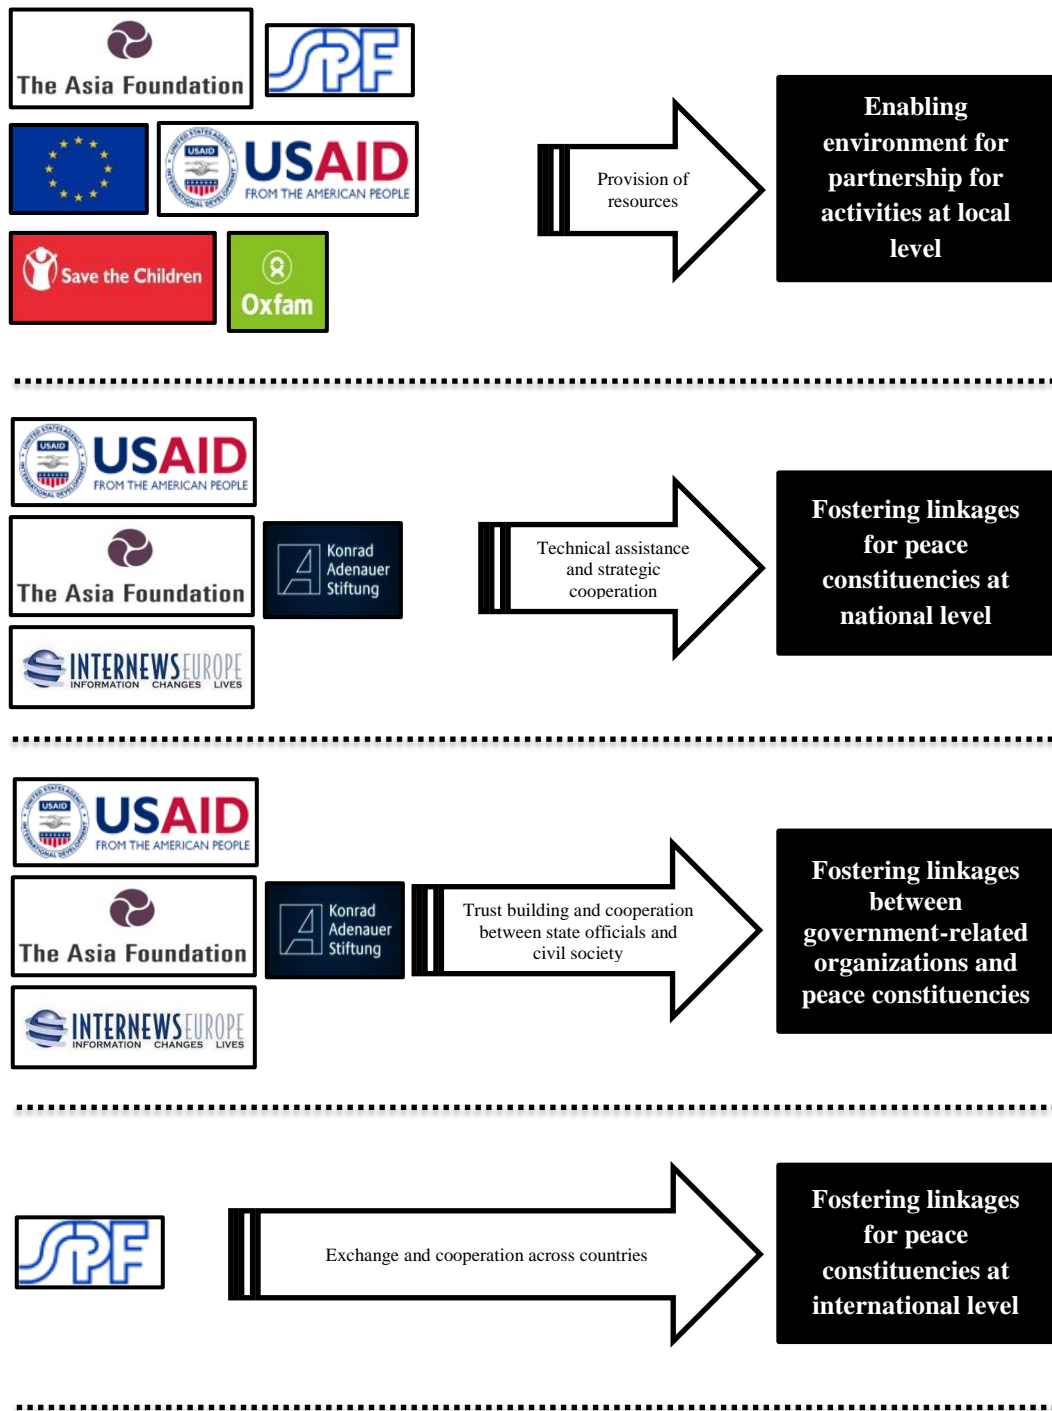 The Asia Foundation
SPF
USAID
USAID
FROM THE AMERICAN PEOPLE
Save the Children
Oxfam
Provision of
resources
Enabling
environment for
partnership for
activities at local
level
USAID
USAID
FROM THE AMERICAN PEOPLE
The Asia Foundation
Konrad
Adenauer
Stiftung
INTERNEWS EUROPE
INFORMATION CHANGES LIVES
Technical assistance
and strategic
cooperation
Fostering linkages
for peace
constituencies at
national level
USAID
USAID
FROM THE AMERICAN PEOPLE
The Asia Foundation
Konrad
Adenauer
Stiftung
INTERNEWS EUROPE
INFORMATION CHANGES LIVES
Trust building and cooperation
between state officials and
civil society
Fostering linkages
between
government-related
organizations and
peace constituencies
SPF
Exchange and cooperation across countries
Fostering linkages
for peace
constituencies at
international level